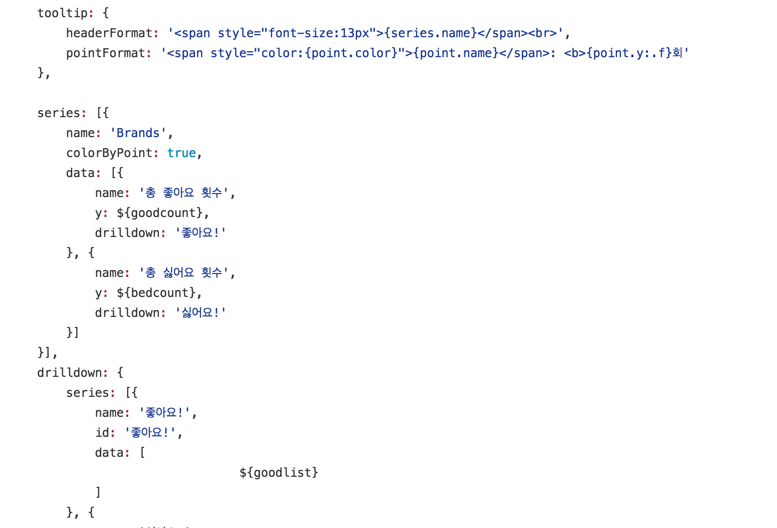 tooltip: {
    headerFormat: '<span style="font-size:13px">{series.name}</span><br>',
    pointFormat: '<span style="color:{point.color}">{point.name}</span>: <b>{point.y:.f}회'
},

series: [{
    name: 'Brands',
    colorByPoint: true,
    data: [{
        name: '총 좋아요 횟수',
        y: ${goodcount},
        drilldown: '좋아요!'
    }, {
        name: '총 싫어요 횟수',
        y: ${bedcount},
        drilldown: '싫어요!'
    }]
}],
drilldown: {
    series: [{
        name: '좋아요!',
        id: '좋아요!',
        data: [
                            ${goodlist}
        ]
    }, {